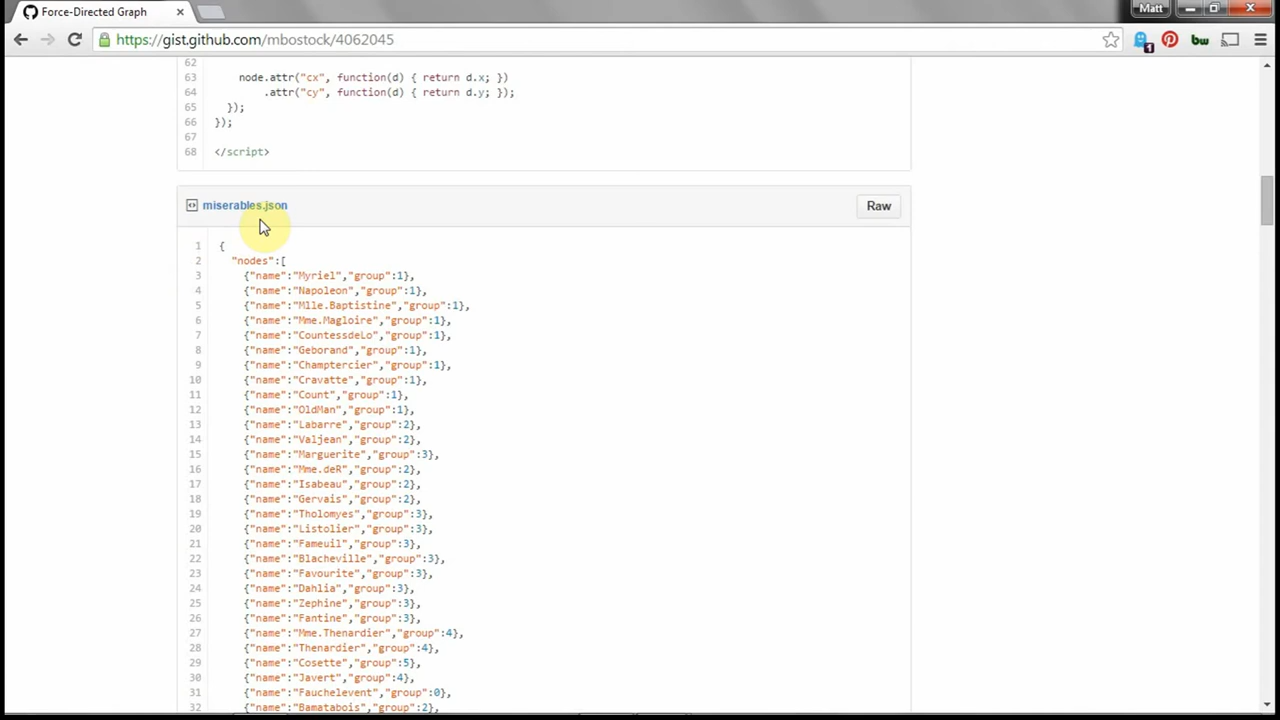 Force-Directed Graph
Matt
https://gist.github.com/mbostock/4062045
1
bw
62
63 node.attr("cx", function(d) { return d.x; })
64 .attr("cy", function(d) { return d.y; });
65 });
66 });
67
68 </script>
miserables.json
Raw
1 {
2 "nodes":[
3 {"name":"Myriel","group":1},
4 {"name":"Napoleon","group":1},
5 {"name":"Mlle.Baptistine","group":1},
6 {"name":"Mme.Magloire","group":1},
7 {"name":"CountessdeLo","group":1},
8 {"name":"Geborand","group":1},
9 {"name":"Champtercier","group":1},
10 {"name":"Cravatte","group":1},
11 {"name":"Count","group":1},
12 {"name":"OldMan","group":1},
13 {"name":"Labarre","group":2},
14 {"name":"Valjean","group":2},
15 {"name":"Marguerite","group":3},
16 {"name":"Mme.deR","group":2},
17 {"name":"Isabeau","group":2},
18 {"name":"Gervais","group":2},
19 {"name":"Tholomyes","group":3},
20 {"name":"Listolier","group":3},
21 {"name":"Fameuil","group":3},
22 {"name":"Blacheville","group":3},
23 {"name":"Favourite","group":3},
24 {"name":"Dahlia","group":3},
25 {"name":"Zephine","group":3},
26 {"name":"Fantine","group":3},
27 {"name":"Mme.Thenardier","group":4},
28 {"name":"Thenardier","group":4},
29 {"name":"Cosette","group":5},
30 {"name":"Javert","group":4},
31 {"name":"Fauchelevent","group":0},
32 {"name":"Bamatabois","group":2},